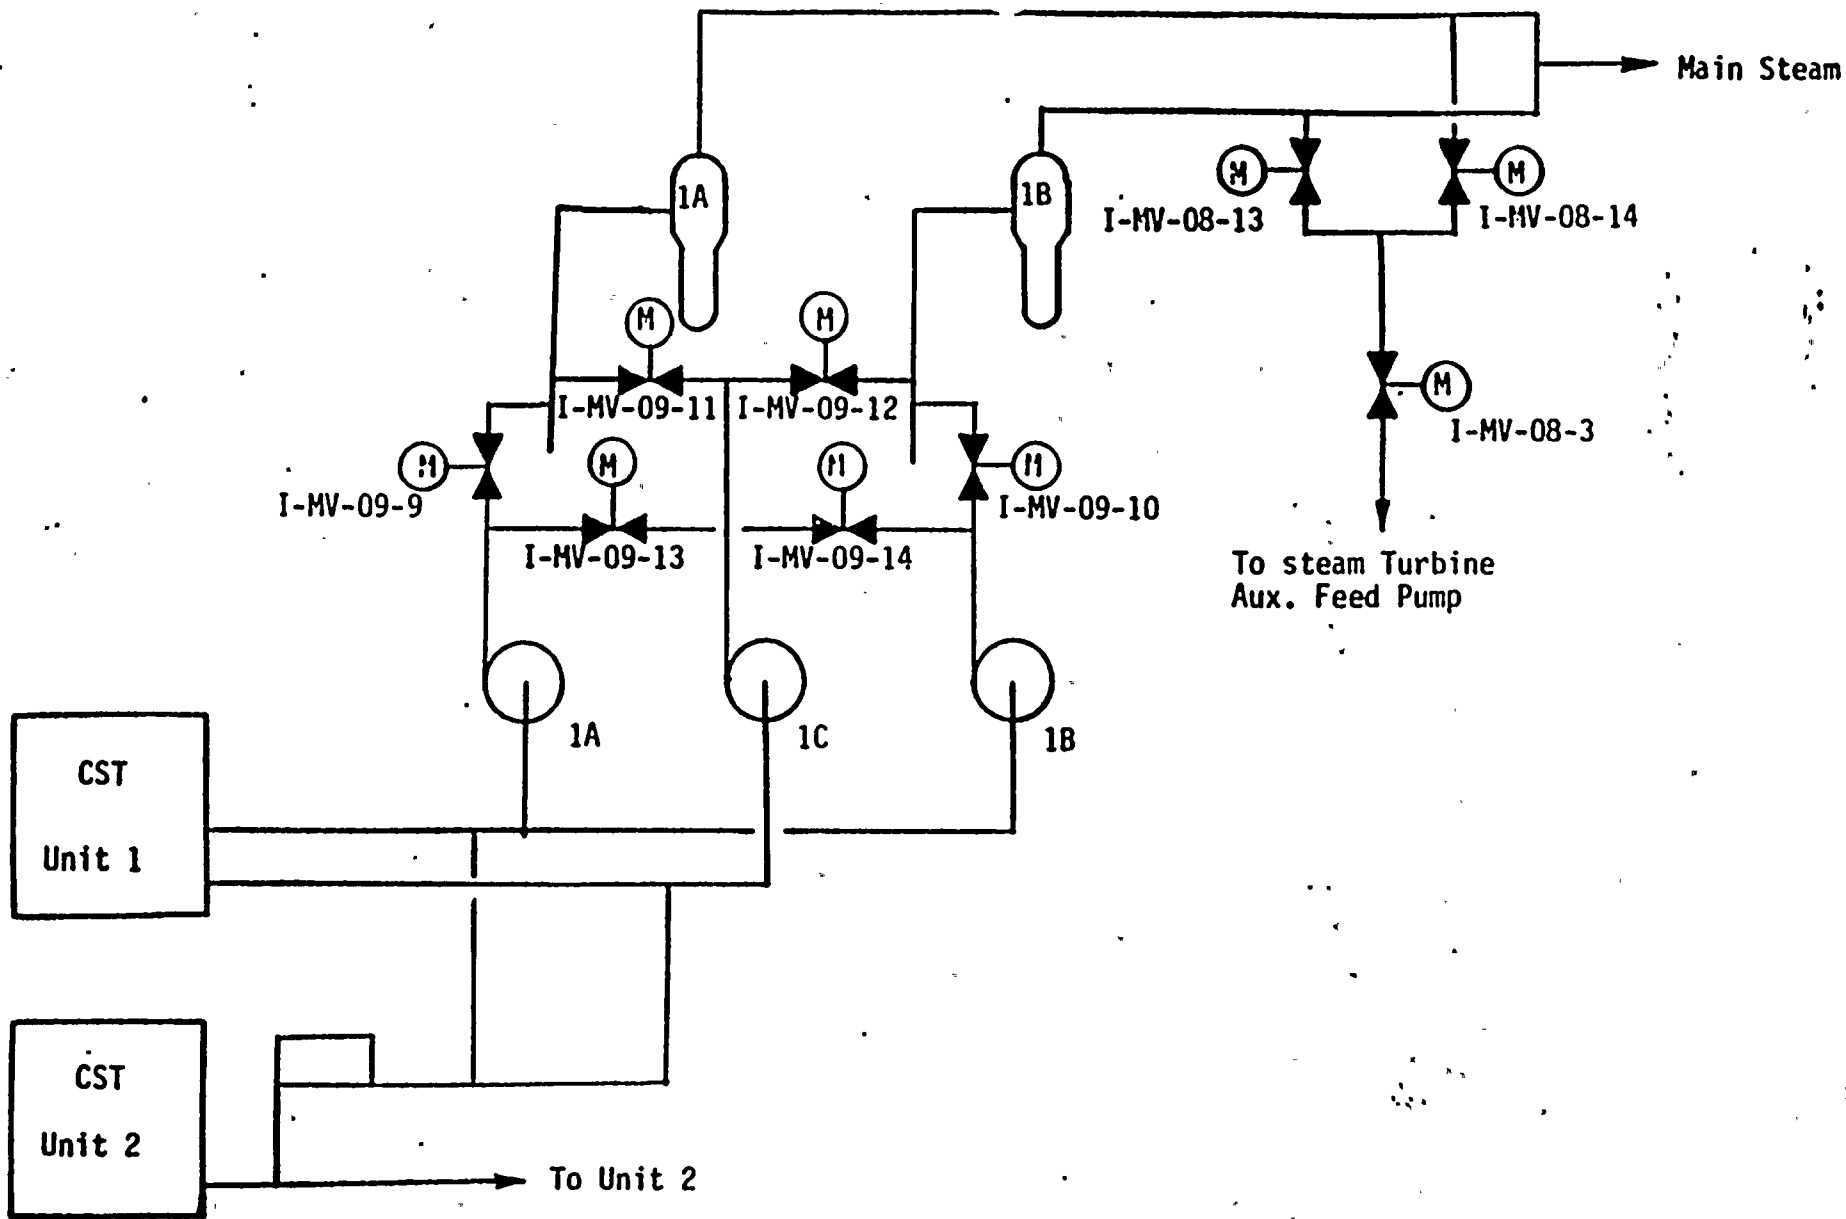 Main Steam
1A
1B
M
M
I-MV-08-13
I-MV-08-14
M
M
I-MV-09-11
I-MV-09-12
M
I-MV-08-3
M
M
M
M
I-MV-09-9
I-MV-09-10
I-MV-09-13
I-MV-09-14
To steam Turbine
Aux. Feed Pump
1A
1C
1B
CST
Unit 1
CST
Unit 2
To Unit 2